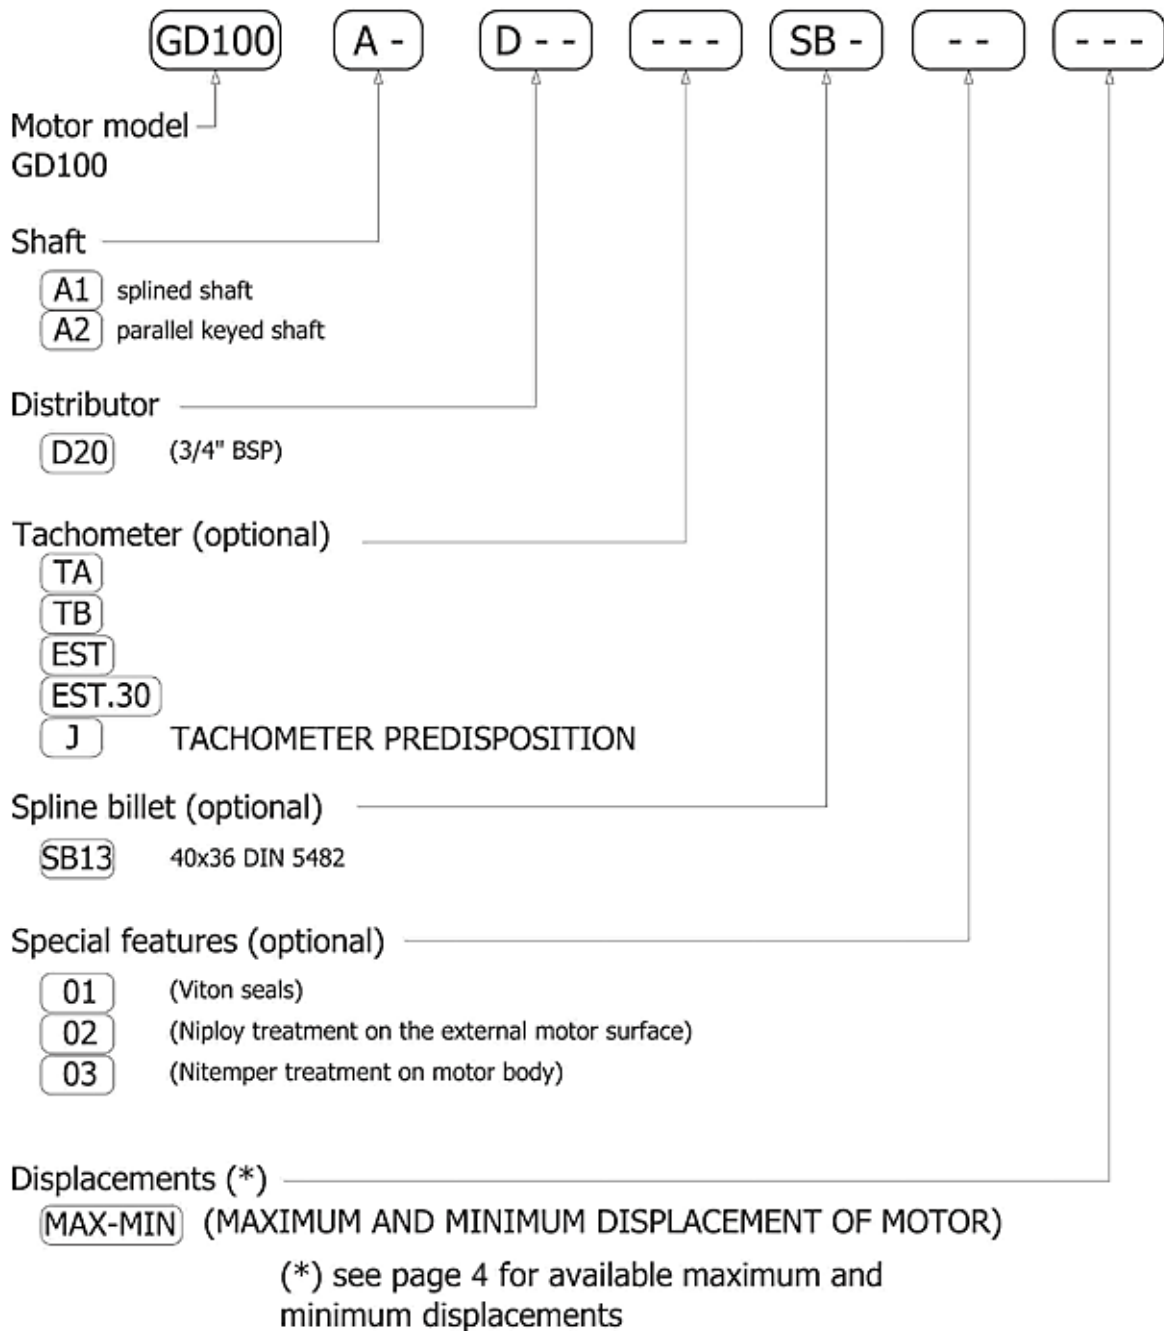 GD100 A - D - - - - - SB - - - - - -
Motor model
GD100
Shaft
A1 splined shaft
A2 parallel keyed shaft
Distributor
D20 (3/4" BSP)
Tachometer (optional)
TA
TB
EST
EST.30
J TACHOMETER PREDISPOSITION
Spline billet (optional)
SB13 40x36 DIN 5482
Special features (optional)
01 (Viton seals)
02 (Niploy treatment on the external motor surface)
03 (Nitemper treatment on motor body)
Displacements (*)
MAX-MIN (MAXIMUM AND MINIMUM DISPLACEMENT OF MOTOR)
(*) see page 4 for available maximum and
minimum displacements